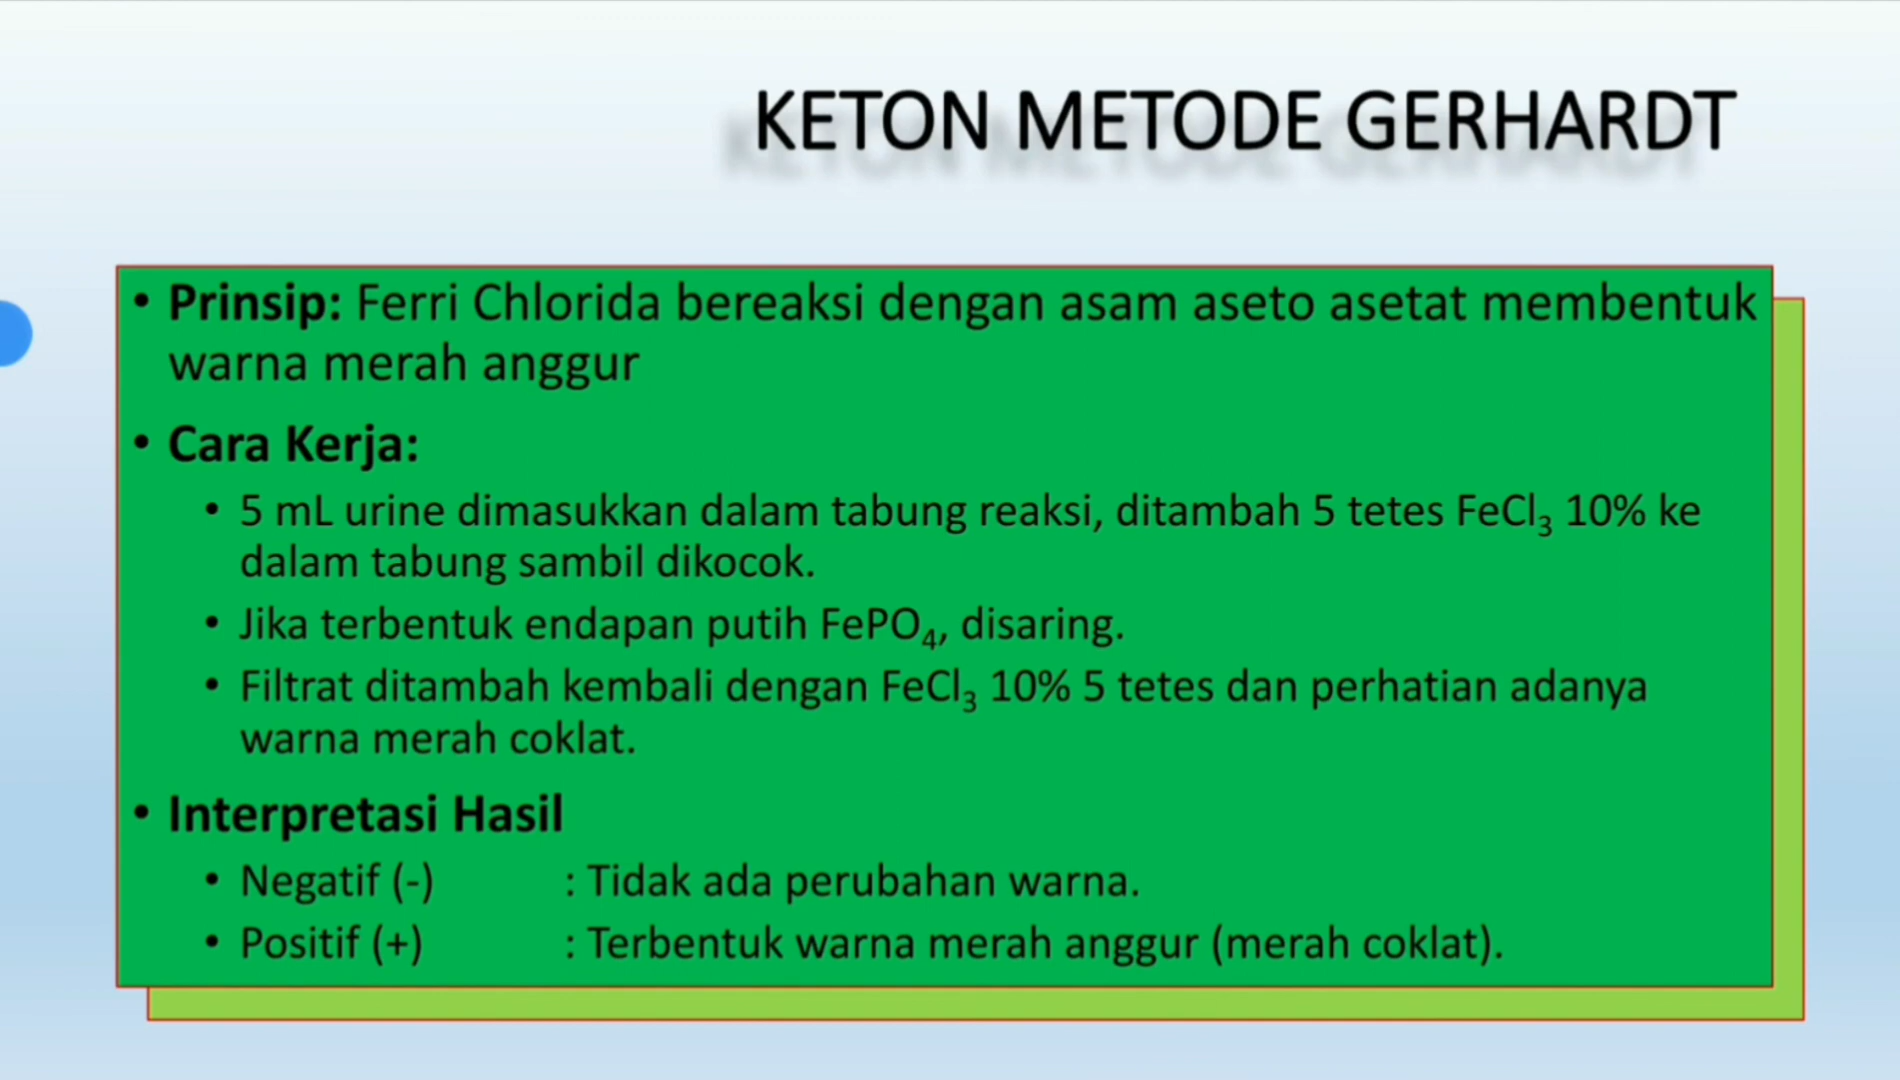 KETON METODE GERHARDT
• Prinsip: Ferri Chlorida bereaksi dengan asam aseto asetat membentuk
warna merah anggur
• Cara Kerja:
• 5 mL urine dimasukkan dalam tabung reaksi, ditambah 5 tetes FeCl₃ 10% ke
dalam tabung sambil dikocok.
• Jika terbentuk endapan putih FePO₄, disaring.
• Filtrat ditambah kembali dengan FeCl₃ 10% 5 tetes dan perhatian adanya
warna merah coklat.
• Interpretasi Hasil
• Negatif (-) : Tidak ada perubahan warna.
• Positif (+) : Terbentuk warna merah anggur (merah coklat).